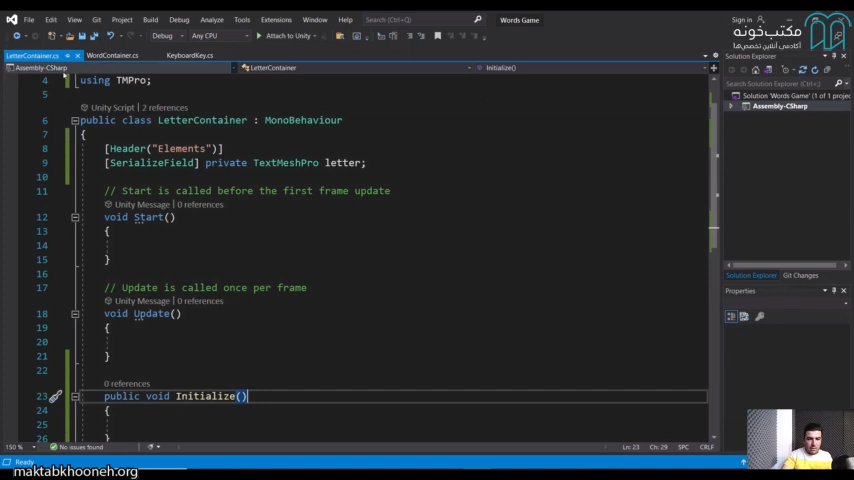 File Edit View Git Project Build Debug Analyze Tools Extensions Window Help Search (Ctrl+Q) Words Game Sign in
Debug Any CPU Attach to Unity
مکتب‌خونه
آکادمی آنلاین تخصص‌ها
LetterContainer.cs WordContainer.cs KeyboardKey.cs
Assembly-CSharp LetterContainer Initialize()
4 using TMPro;
5
Unity Script | 2 references
6 public class LetterContainer : MonoBehaviour
7 {
8 [Header("Elements")]
9 [SerializeField] private TextMeshPro letter;
10
11 // Start is called before the first frame update
Unity Message | 0 references
12 void Start()
13 {
14
15 }
16
17 // Update is called once per frame
Unity Message | 0 references
18 void Update()
19 {
20
21 }
22
0 references
23 public void Initialize()
24 {
25
26 }
150 % No issues found Ln: 23 Ch: 29 SPC CRLF
Ready
Solution Explorer
Search Solution Explorer (Ctrl+;)
Solution 'Words Game' (1 of 1 project)
Assembly-CSharp
Solution Explorer Git Changes
Properties
maktabkhooneh.org